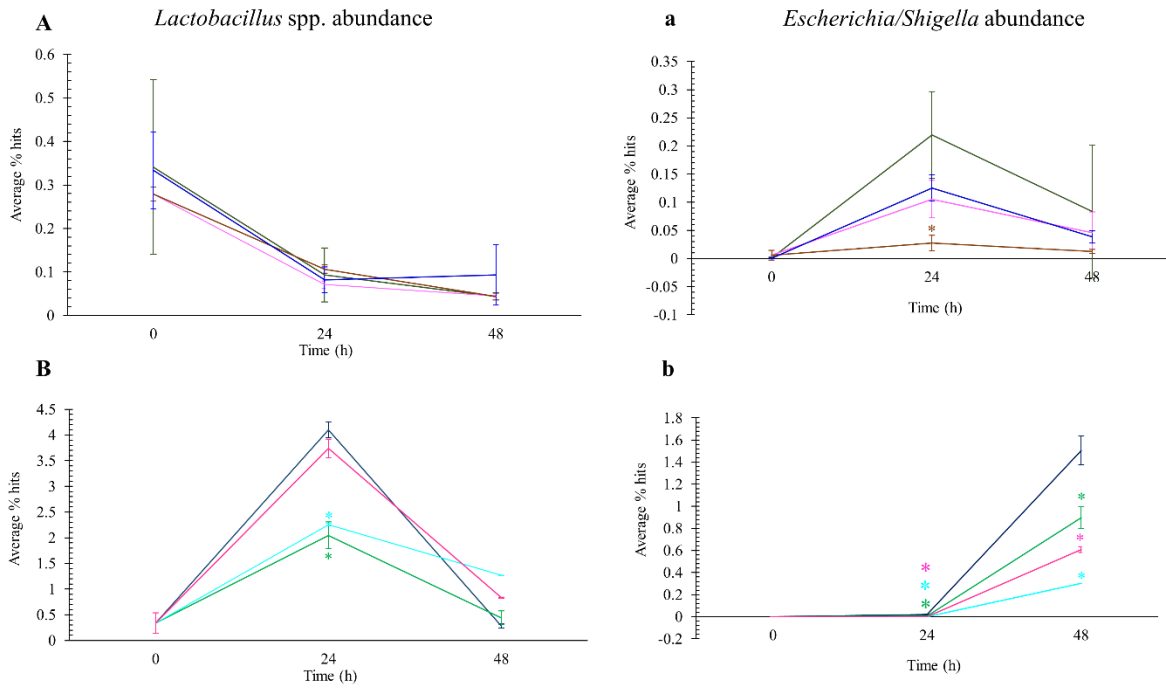 Lactobacillus spp. abundance
Escherichia/Shigella abundance
A
Average % hits
0.6
0.5
0.4
0.3
0.2
0.1
0
0 24 48
Time (h)
a
Average % hits
0.35
0.3
0.25
0.2
0.15
0.1
0.05
0
-0.05
-0.1
*
0 24 48
Time (h)
B
Average % hits
4.5
4
3.5
3
2.5
2
1.5
1
0.5
0
*
*
0 24 48
Time (h)
b
Average % hits
1.8
1.6
1.4
1.2
1
0.8
0.6
0.4
0.2
0
-0.2
*
*
*
*
*
*
0 24 48
Time (h)